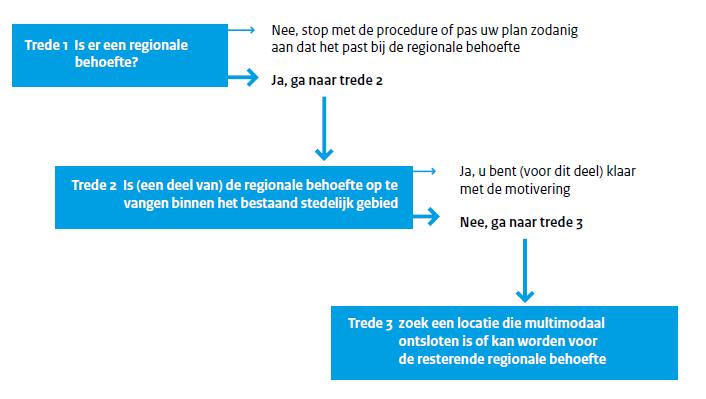 Trede 1 Is er een regionale
behoefte?
Nee, stop met de procedure of pas uw plan zodanig
aan dat het past bij de regionale behoefte
Ja, ga naar trede 2
Trede 2 Is (een deel van) de regionale behoefte op te
vangen binnen het bestaand stedelijk gebied
Ja, u bent (voor dit deel) klaar
met de motivering
Nee, ga naar trede 3
Trede 3 zoek een locatie die multimodaal
ontsloten is of kan worden voor
de resterende regionale behoefte